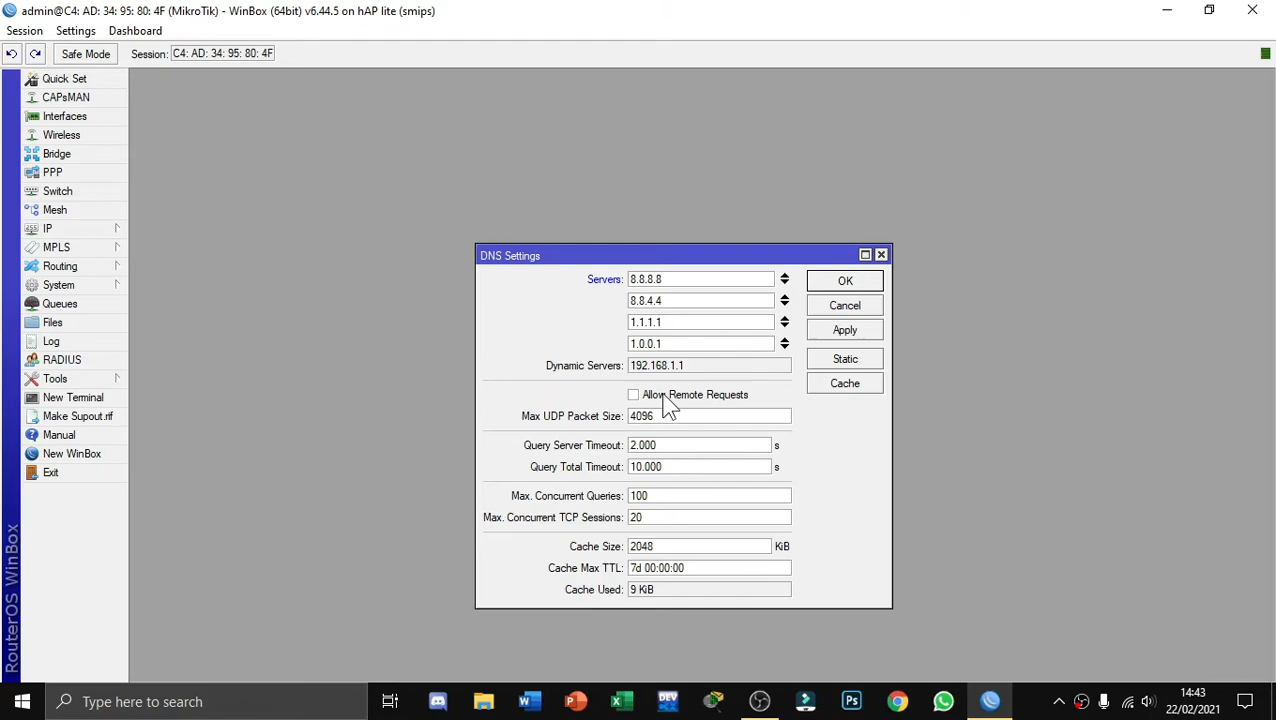 admin@C4: AD: 34: 95: 80: 4F (MikroTik) - WinBox (64bit) v6.44.5 on hAP lite (smips)
Session Settings Dashboard
Safe Mode Session: C4: AD: 34: 95: 80: 4F
Quick Set
CAPsMAN
Interfaces
Wireless
Bridge
PPP
Switch
Mesh
IP
MPLS
Routing
System
Queues
Files
Log
RADIUS
Tools
New Terminal
Make Supout.rif
Manual
New WinBox
Exit
RouterOS WinBox
DNS Settings
Servers: 8.8.8.8
8.8.4.4
1.1.1.1
1.0.0.1
Dynamic Servers: 192.168.1.1
Allow Remote Requests
Max UDP Packet Size: 4096
Query Server Timeout: 2.000 s
Query Total Timeout: 10.000 s
Max. Concurrent Queries: 100
Max. Concurrent TCP Sessions: 20
Cache Size: 2048 KiB
Cache Max TTL: 7d 00:00:00
Cache Used: 9 KiB
OK
Cancel
Apply
Static
Cache
Type here to search
DEV
Ps
14:43
22/02/2021